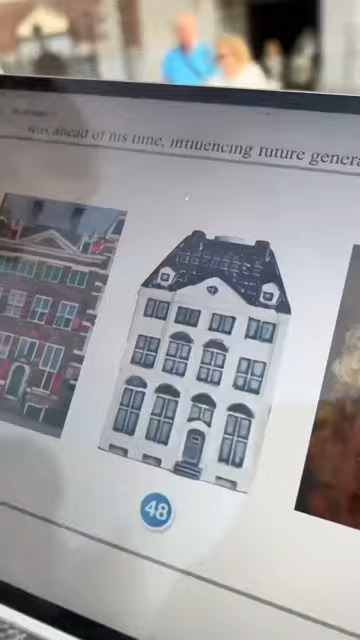 was ahead of his time, influencing future genera
48